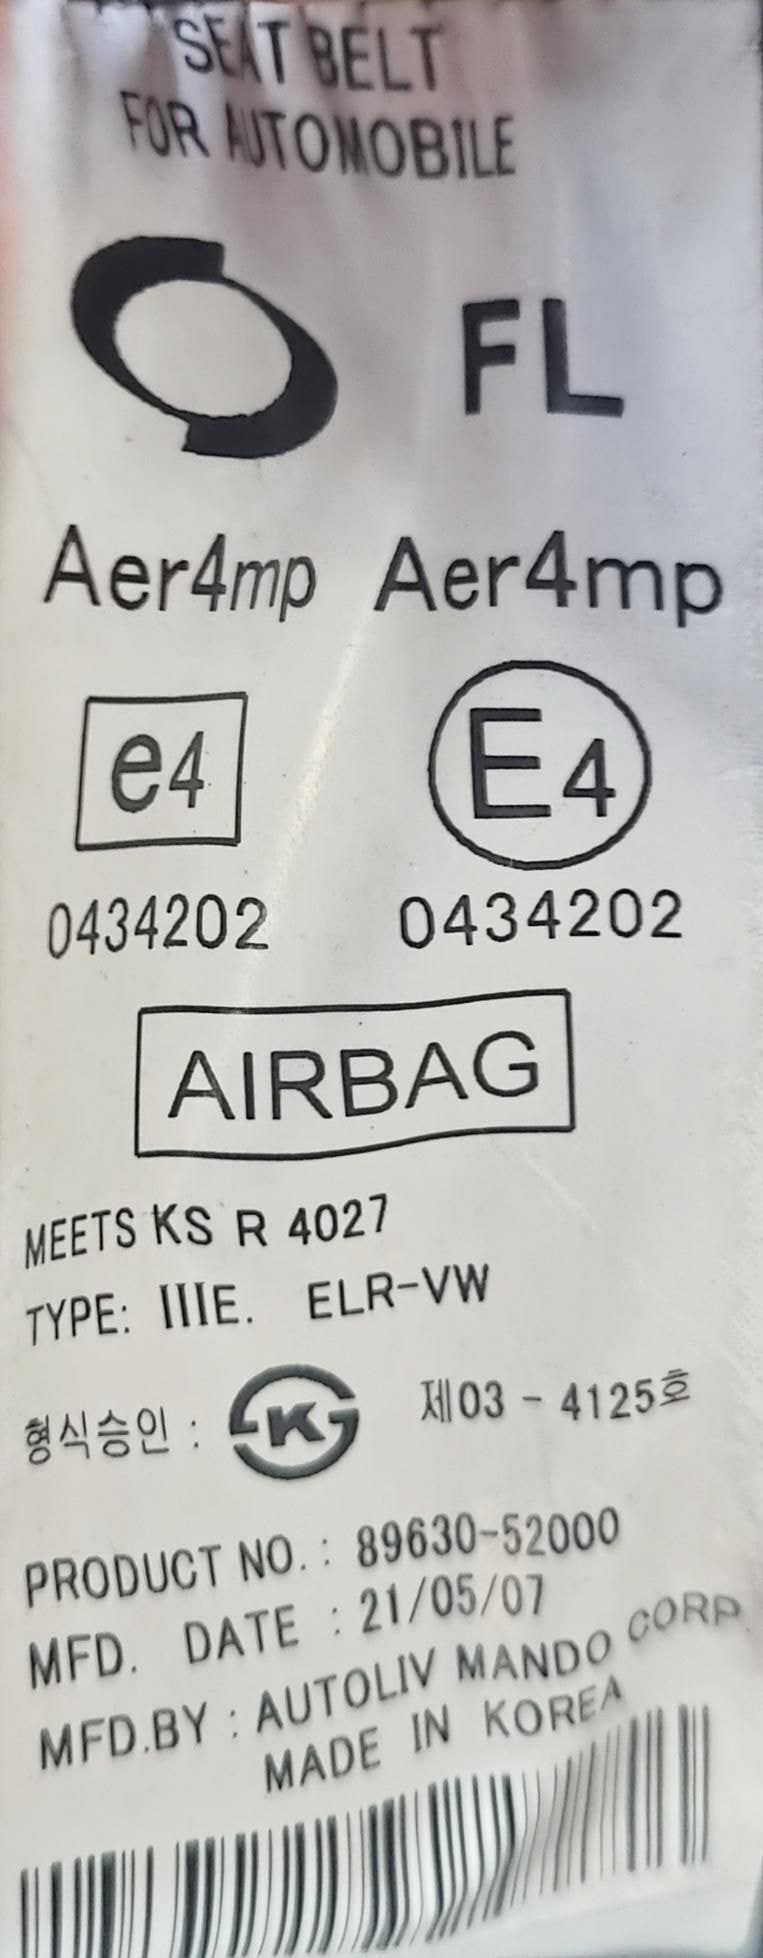 SEAT BELT
FOR AUTOMOBILE
FL
Aer4mp Aer4mp
e4 E4
0434202 0434202
AIRBAG
MEETS KS R 4027
TYPE: IIIE. ELR-VW
형식승인 : K 제03 - 4125호
PRODUCT NO. : 89630-52000
MFD. DATE : 21/05/07
MFD.BY : AUTOLIV MANDO CORP
MADE IN KOREA